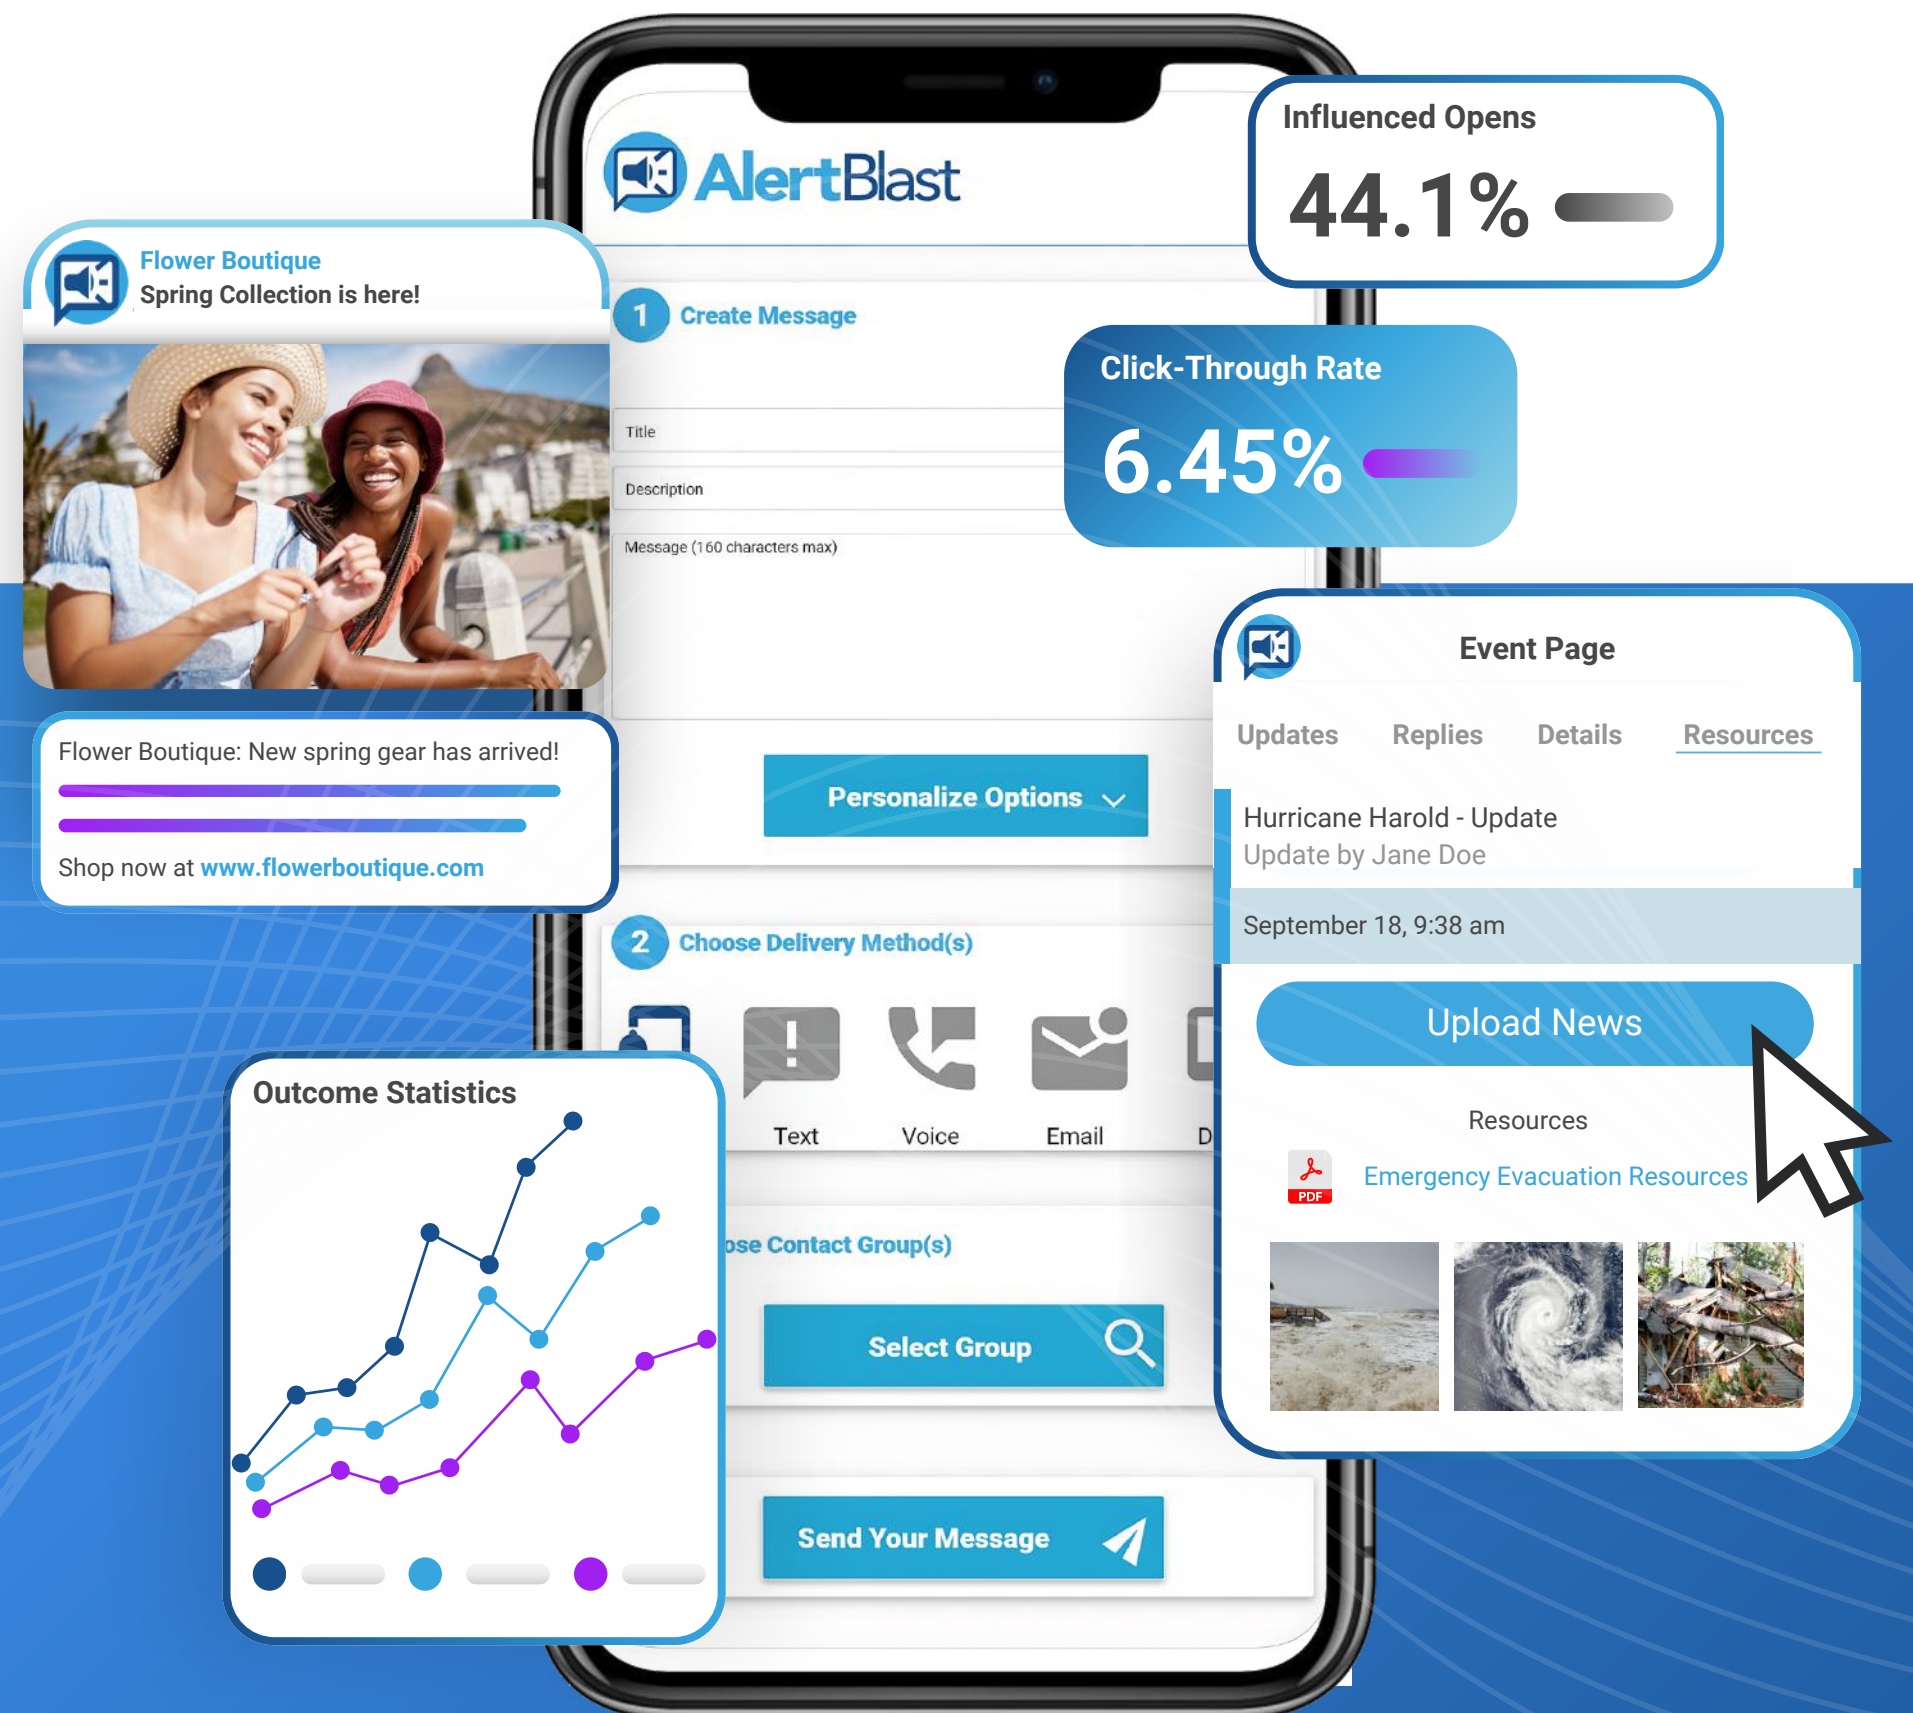 AlertBlast
Influenced Opens
44.1%
Flower Boutique
Spring Collection is here!
1 Create Message
Click-Through Rate
6.45%
Title
Description
Message (160 characters max)
Personalize Options
Flower Boutique: New spring gear has arrived!
Shop now at www.flowerboutique.com
Event Page
Updates Replies Details Resources
Hurricane Harold - Update
Update by Jane Doe
September 18, 9:38 am
Upload News
Resources
PDF
Emergency Evacuation Resources
2 Choose Delivery Method(s)
Text Voice Email D
ose Contact Group(s)
Select Group
Send Your Message
Outcome Statistics